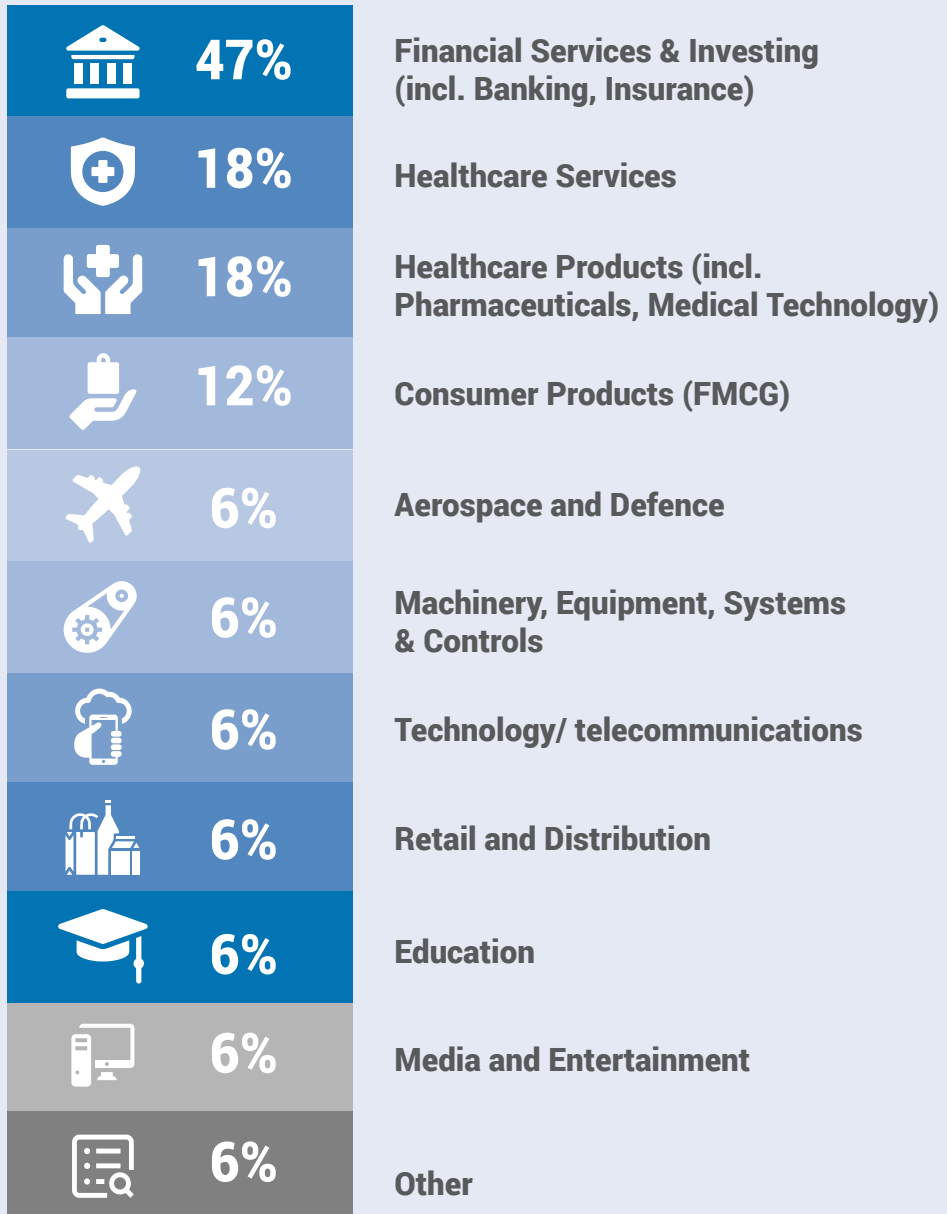 47%
Financial Services & Investing
(incl. Banking, Insurance)
18%
Healthcare Services
18%
Healthcare Products (incl.
Pharmaceuticals, Medical Technology)
12%
Consumer Products (FMCG)
6%
Aerospace and Defence
6%
Machinery, Equipment, Systems
& Controls
6%
Technology/ telecommunications
6%
Retail and Distribution
6%
Education
6%
Media and Entertainment
6%
Other